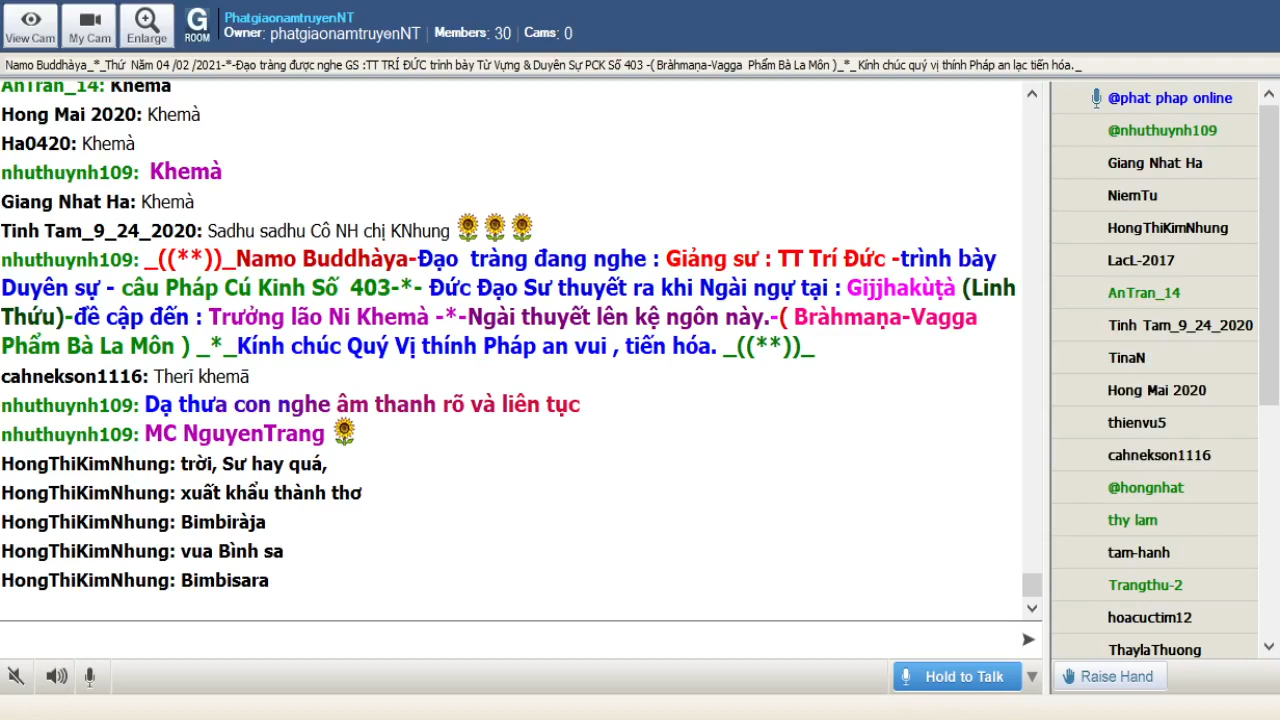 View Cam
My Cam
Enlarge
G
ROOM
PhatgiaonamtruyenNT
Owner: phatgiaonamtruyenNT | Members: 30 | Cams: 0
Namo Buddhàya_*_Thứ Năm 04 /02 /2021-*-Đạo tràng được nghe GS :TT TRÍ ĐỨC trình bày Từ Vựng & Duyên Sự PCK Số 403 -( Bràhmaṇa-Vagga Phẩm Bà La Môn )_*_ Kính chúc quý vị thính Pháp an lạc tiến hóa._
AnTran_14: Khemà
Hong Mai 2020: Khemà
Ha0420: Khemà
nhuthuynh109: Khemà
Giang Nhat Ha: Khemà
Tinh Tam_9_24_2020: Sadhu sadhu Cô NH chị KNhung
nhuthuynh109: _((**))_Namo Buddhàya-Đạo tràng đang nghe : Giảng sư : TT Trí Đức -trình bày
Duyên sự - câu Pháp Cú Kinh Số 403-*- Đức Đạo Sư thuyết ra khi Ngài ngự tại : Gijjhakùṭà (Linh
Thứu)-đề cập đến : Trưởng lão Ni Khemà -*-Ngài thuyết lên kệ ngôn này.-( Bràhmaṇa-Vagga
Phẩm Bà La Môn ) _*_Kính chúc Quý Vị thính Pháp an vui , tiến hóa. _((**))_
cahnekson1116: Therī khemā
nhuthuynh109: Dạ thưa con nghe âm thanh rõ và liên tục
nhuthuynh109: MC NguyenTrang
HongThiKimNhung: trời, Sư hay quá,
HongThiKimNhung: xuất khẩu thành thơ
HongThiKimNhung: Bimbiràja
HongThiKimNhung: vua Bình sa
HongThiKimNhung: Bimbisara
Hold to Talk
@phat phap online
@nhuthuynh109
Giang Nhat Ha
NiemTu
HongThiKimNhung
LacL-2017
AnTran_14
Tinh Tam_9_24_2020
TinaN
Hong Mai 2020
thienvu5
cahnekson1116
@hongnhat
thy lam
tam-hanh
Trangthu-2
hoacuctim12
ThaylaThuong
Raise Hand